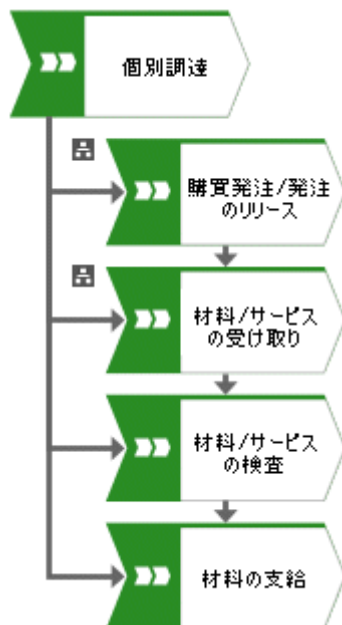 個別調達
購買発注/発注
のリリース
材料/サービス
の受け取り
材料/サービス
の検査
材料の支給